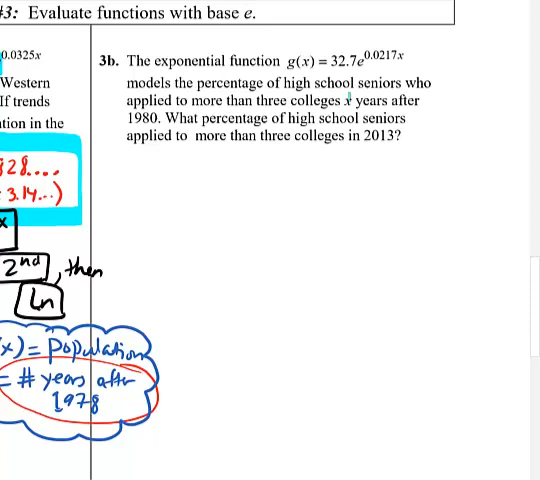 #3: Evaluate functions with base e.
0.0325x
Western
If trends
ation in the
828....
= 3.14...)
x
2nd, then
Ln
(x) = Population
= # years after
1978
3b. The exponential function g(x) = 32.7e^0.0217x
models the percentage of high school seniors who
applied to more than three colleges x years after
1980. What percentage of high school seniors
applied to more than three colleges in 2013?